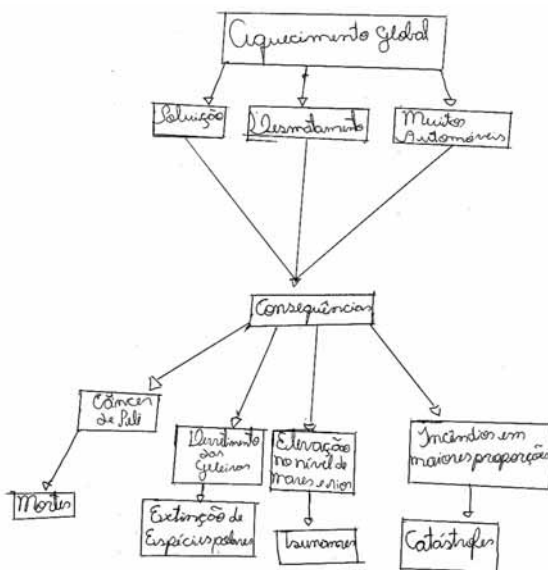 Aquecimento Global
Poluição
Desmatamento
Muitos
Automóveis
Consequências
Câncer
de Pele
Derretimento
das
Geleiras
Elevação
no nível de
mares e rios
Incêndios em
maiores proporções
Mortes
Extinção de
Espécies polares
Tsunamores
Catástrofes